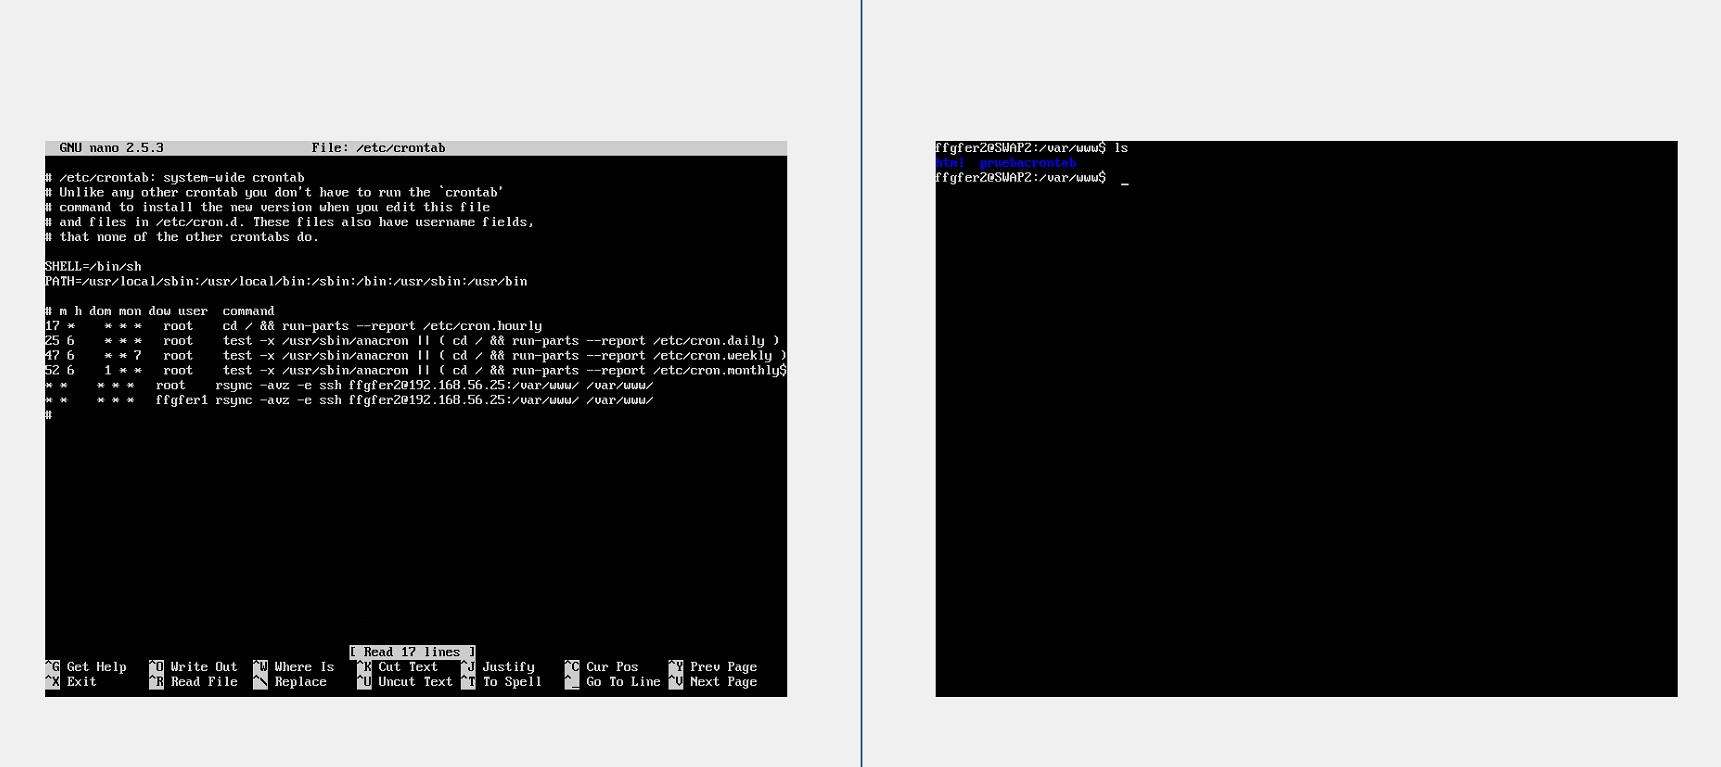 GNU nano 2.5.3 File: /etc/crontab
# /etc/crontab: system-wide crontab
# Unlike any other crontab you don't have to run the `crontab'
# command to install the new version when you edit this file
# and files in /etc/cron.d. These files also have username fields,
# that none of the other crontabs do.
SHELL=/bin/sh
PATH=/usr/local/sbin:/usr/local/bin:/sbin:/bin:/usr/sbin:/usr/bin
# m h dom mon dow user command
17 * * * * root cd / && run-parts --report /etc/cron.hourly
25 6 * * * root test -x /usr/sbin/anacron || ( cd / && run-parts --report /etc/cron.daily )
47 6 * * 7 root test -x /usr/sbin/anacron || ( cd / && run-parts --report /etc/cron.weekly )
52 6 1 * * root test -x /usr/sbin/anacron || ( cd / && run-parts --report /etc/cron.monthly$
* * * * * root rsync -avz -e ssh ffgfer2@192.168.56.25:/var/www/ /var/www/
* * * * * ffgfer1 rsync -avz -e ssh ffgfer2@192.168.56.25:/var/www/ /var/www/
#
[ Read 17 lines ]
^G Get Help ^O Write Out ^W Where Is ^K Cut Text ^J Justify ^C Cur Pos ^Y Prev Page
^X Exit ^R Read File ^\ Replace ^U Uncut Text ^T To Spell ^_ Go To Line ^V Next Page
ffgfer2@SWAP2:/var/www$ ls
html pruebacrontab
ffgfer2@SWAP2:/var/www$ _